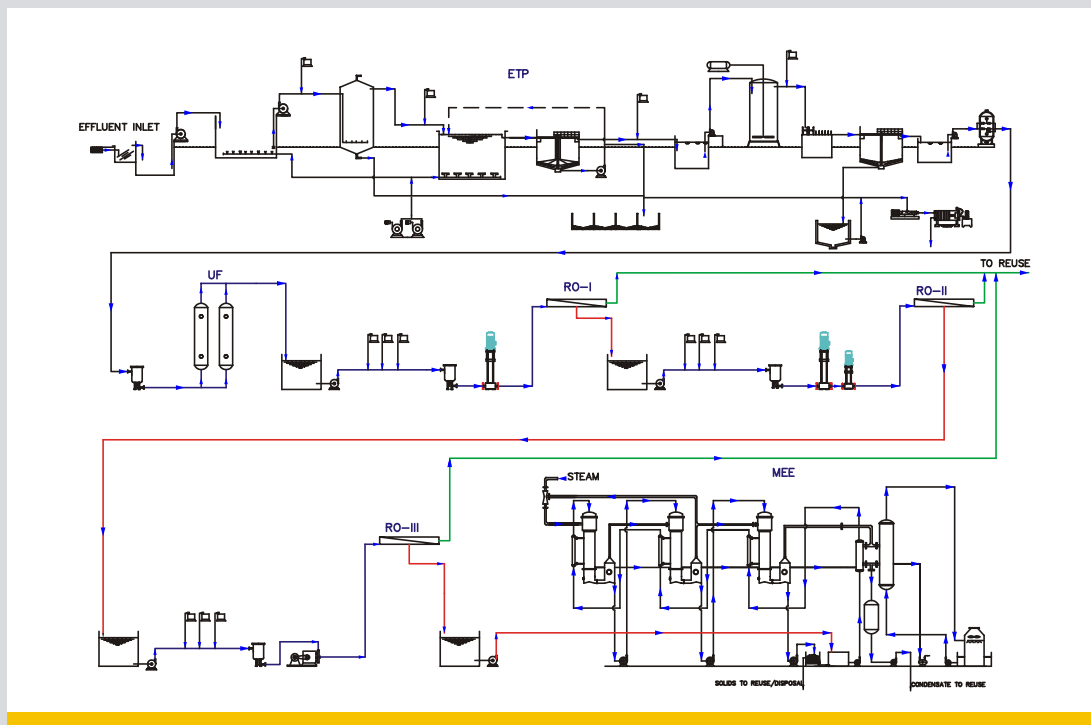 ETP
EFFLUENT INLET
TO REUSE
UF
RO-I
RO-II
STEAM
MEE
RO-III
SOLIDS TO REUSE/DISPOSAL
CONDENSATE TO REUSE